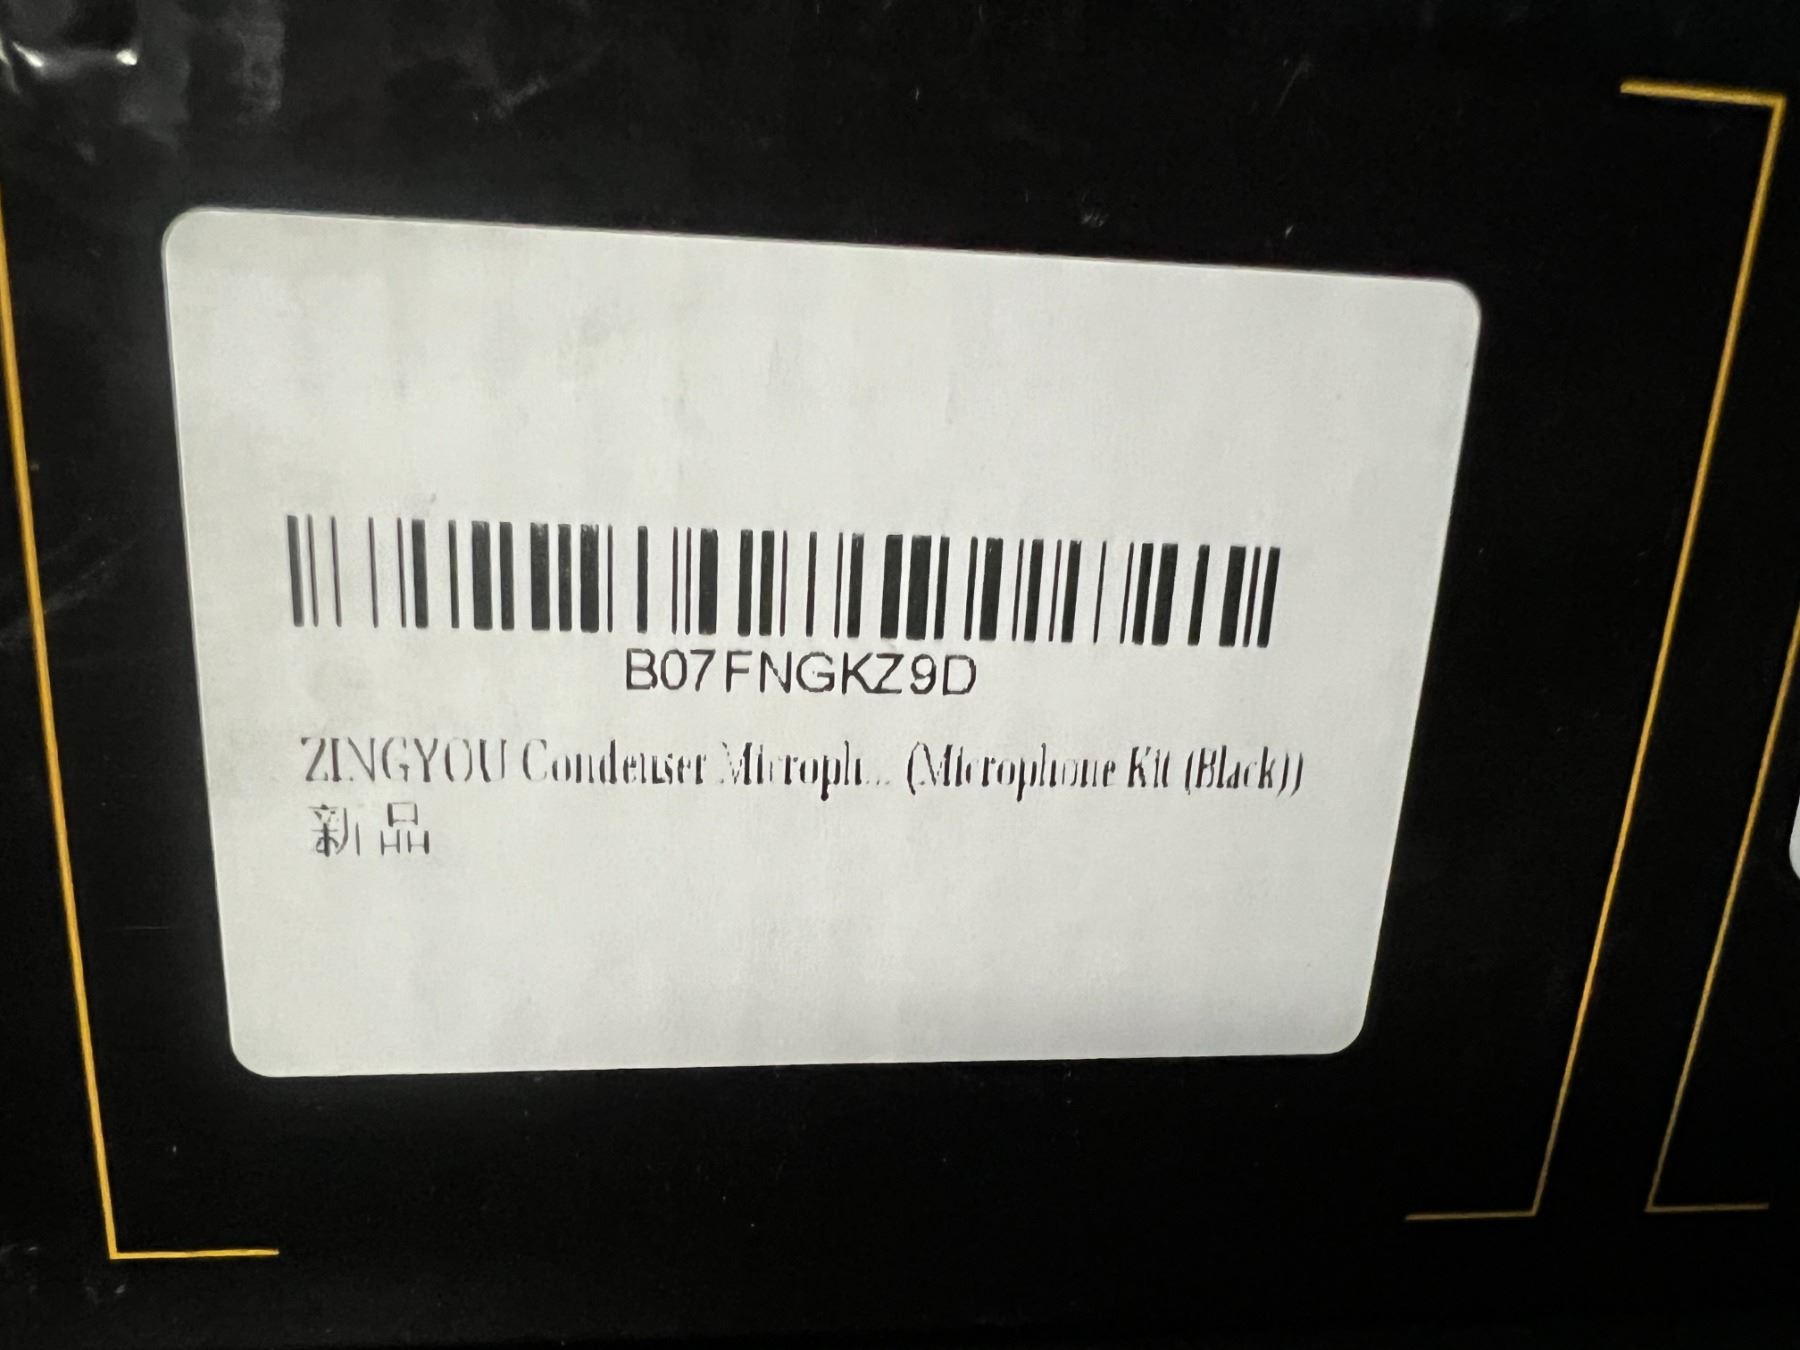 B07FNGKZ9D
ZINGYOU Condenser Microph... (Microphone Kit (Black))
新品